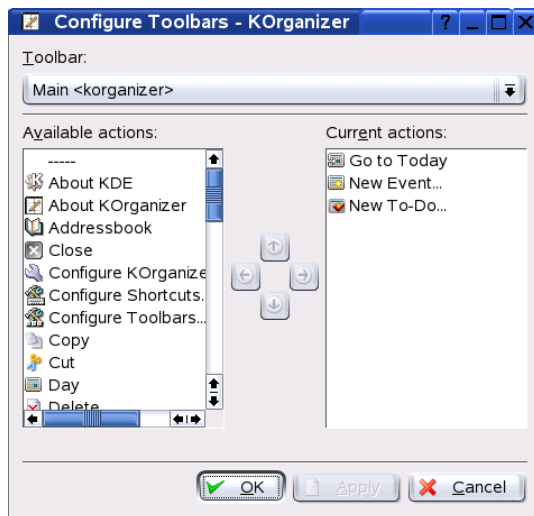 Configure Toolbars - KOrganizer
Toolbar:
Main <korganizer>
Available actions:
-----
About KDE
About KOrganizer
Addressbook
Close
Configure KOrganize
Configure Shortcuts.
Configure Toolbars...
Copy
Cut
Day
Delete
Current actions:
Go to Today
New Event...
New To-Do...
OK
Apply
Cancel